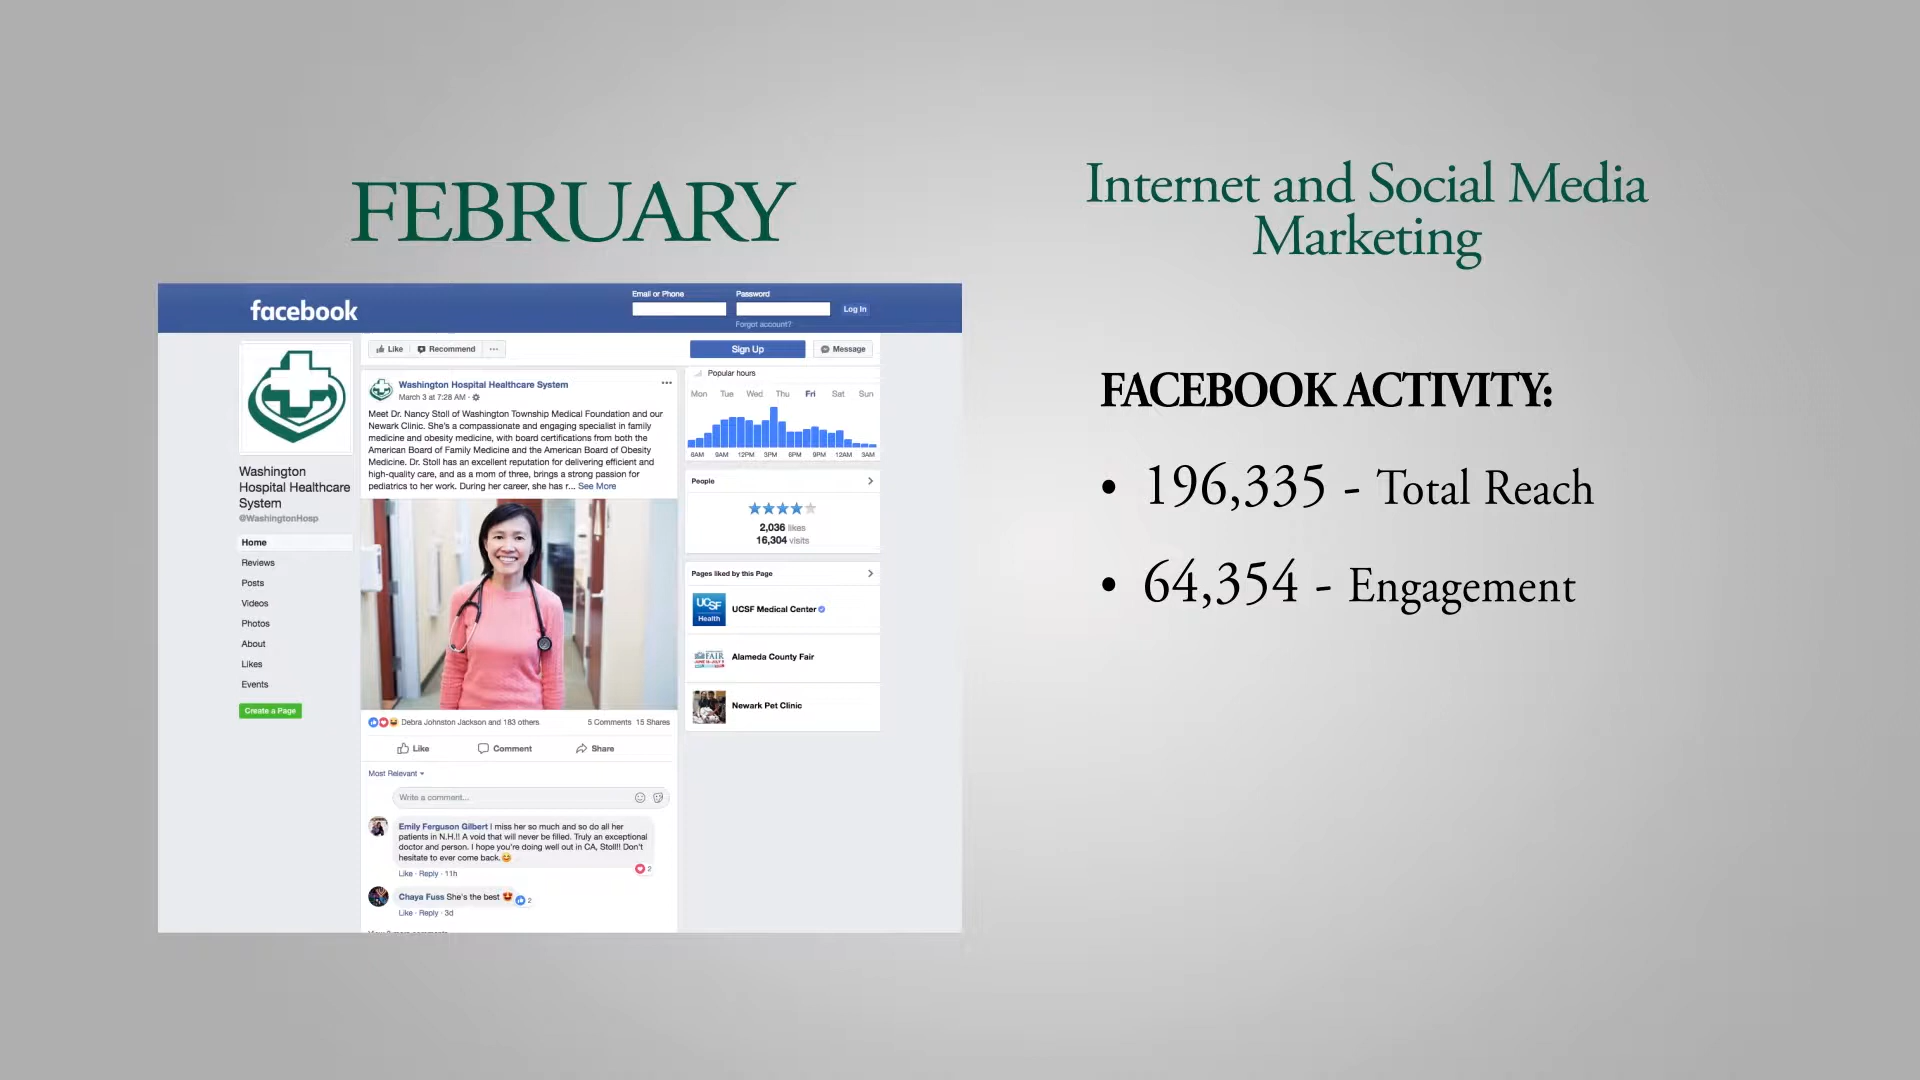 FEBRUARY
Internet and Social Media
Marketing
FACEBOOK ACTIVITY:
• 196,335 - Total Reach
• 64,354 - Engagement
facebook
Email or Phone
Password
Log In
Forgot account?
Like
Recommend
Sign Up
Message
Washington
Hospital Healthcare
System
@WashingtonHosp
Home
Reviews
Posts
Videos
Photos
About
Likes
Events
Create a Page
Washington Hospital Healthcare System
March 3 at 7:28 AM ·
Meet Dr. Nancy Stoll of Washington Township Medical Foundation and our
Newark Clinic. She's a compassionate and engaging specialist in family
medicine and obesity medicine, with board certifications from both the
American Board of Family Medicine and the American Board of Obesity
Medicine. Dr. Stoll has an excellent reputation for delivering efficient and
high-quality care, and as a mom of three, brings a strong passion for
pediatrics to her work. During her career, she has r... See More
Debra Johnston Jackson and 183 others
5 Comments 15 Shares
Like
Comment
Share
Most Relevant
Write a comment...
Emily Ferguson Gilbert I miss her so much and so do all her
patients in N.H.!! A void that will never be filled. Truly an exceptional
doctor and person. I hope you're doing well out in CA, Stoll!! Don't
hesitate to ever come back.😊
2
Like · Reply · 11h
Chaya Fuss She's the best 😍
2
Like · Reply · 3d
Popular hours
Mon Tue Wed Thu Fri Sat Sun
6AM 9AM 12PM 3PM 6PM 9PM 12AM 3AM
People
2,036 likes
16,304 visits
Pages liked by this Page
UCSF
Health
UCSF Medical Center
FAIR
Alameda County Fair
Newark Pet Clinic